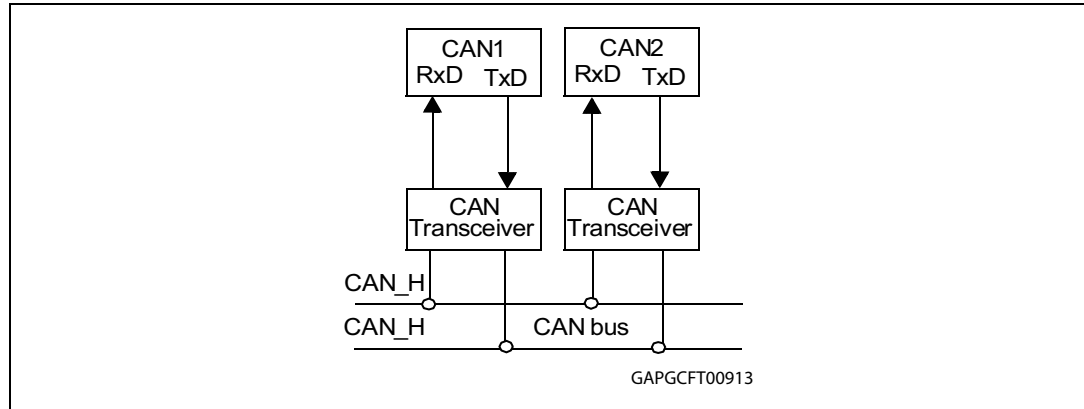 CAN1
RxD TxD
CAN2
RxD TxD
CAN
Transceiver
CAN
Transceiver
CAN_H
CAN_H
CAN bus
GAPGCFT00913